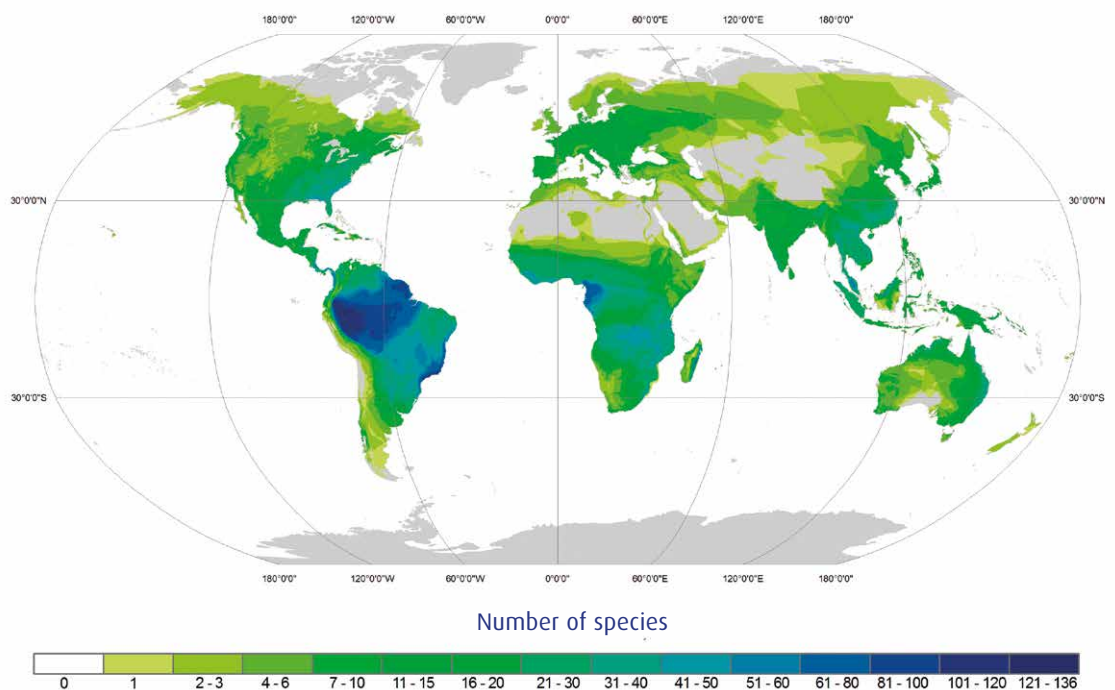 180°0'0" 120°0'0"W 60°0'0"W 0°0'0" 60°0'0"E 120°0'0"E 180°0'0"
30°0'0"N 30°0'0"N
30°0'0"S 30°0'0"S
180°0'0" 120°0'0"W 60°0'0"W 0°0'0" 60°0'0"E 120°0'0"E 180°0'0"
Number of species
0 1 2 - 3 4 - 6 7 - 10 11 - 15 16 - 20 21 - 30 31 - 40 41 - 50 51 - 60 61 - 80 81 - 100 101 - 120 121 - 136